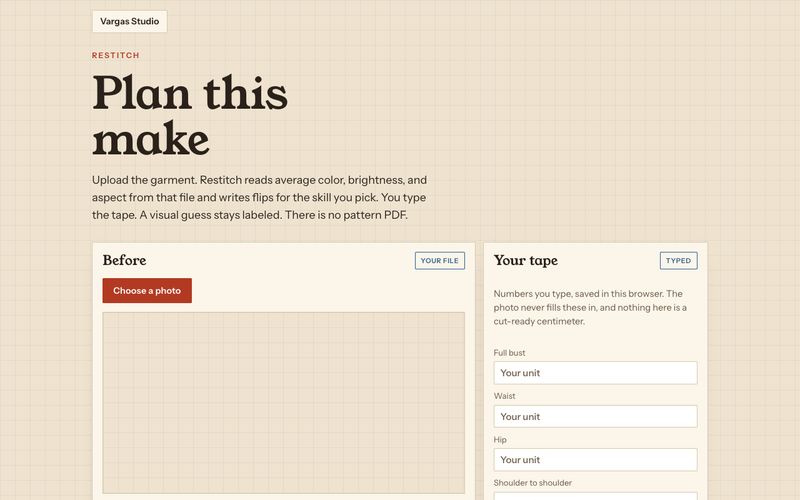 Vargas Studio
RESTITCH
Plan this
make
Upload the garment. Restitch reads average color, brightness, and
aspect from that file and writes flips for the skill you pick. You type
the tape. A visual guess stays labeled. There is no pattern PDF.
Before
YOUR FILE
Choose a photo
Your tape
TYPED
Numbers you type, saved in this browser. The
photo never fills these in, and nothing here is a
cut-ready centimeter.
Full bust
Your unit
Waist
Your unit
Hip
Your unit
Shoulder to shoulder